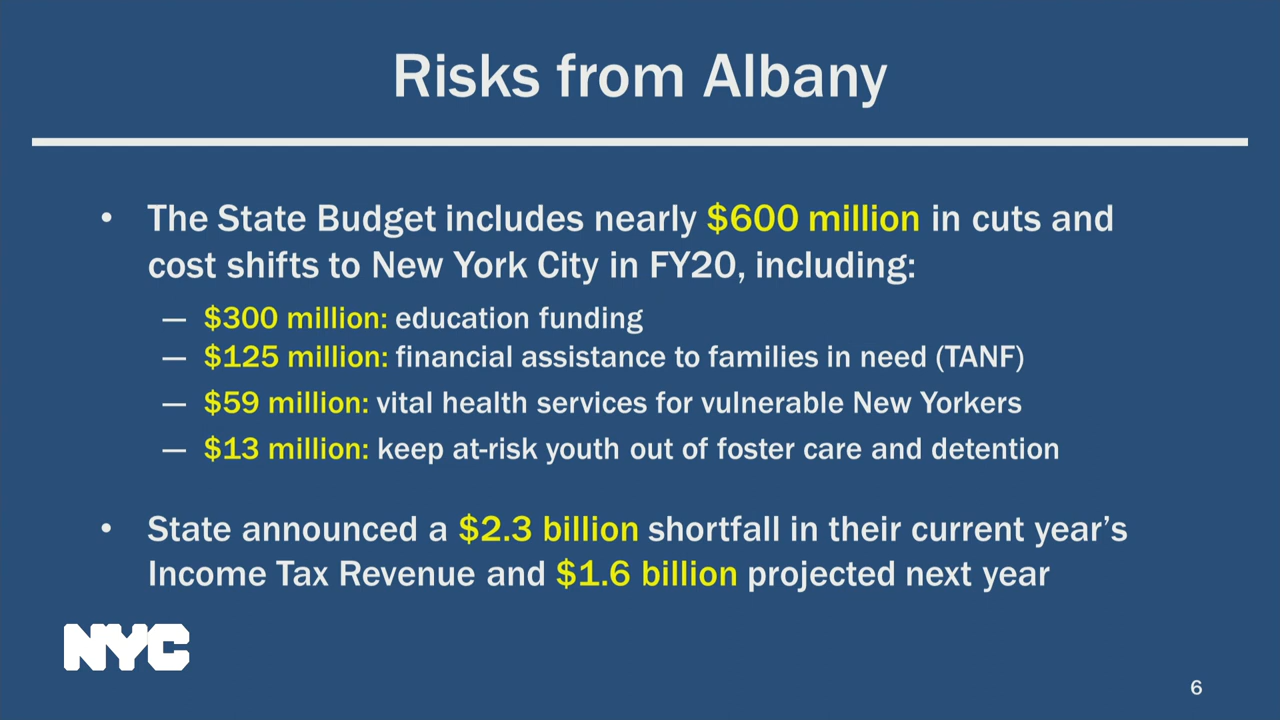 Risks from Albany
• The State Budget includes nearly $600 million in cuts and
cost shifts to New York City in FY20, including:
— $300 million: education funding
— $125 million: financial assistance to families in need (TANF)
— $59 million: vital health services for vulnerable New Yorkers
— $13 million: keep at-risk youth out of foster care and detention
• State announced a $2.3 billion shortfall in their current year’s
Income Tax Revenue and $1.6 billion projected next year
NYC
6